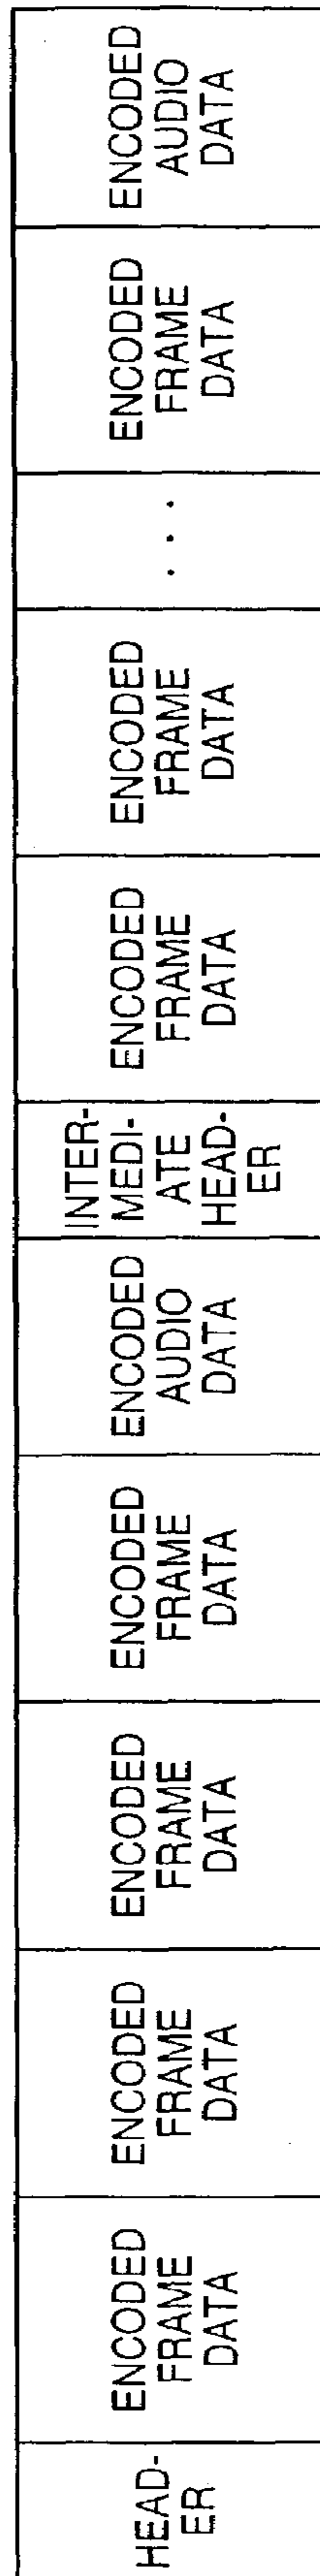 HEAD-
ER
ENCODED
FRAME
DATA
ENCODED
FRAME
DATA
ENCODED
FRAME
DATA
ENCODED
FRAME
DATA
ENCODED
AUDIO
DATA
INTER-
MEDI-
ATE
HEAD-
ER
ENCODED
FRAME
DATA
ENCODED
FRAME
DATA
. . .
ENCODED
FRAME
DATA
ENCODED
AUDIO
DATA